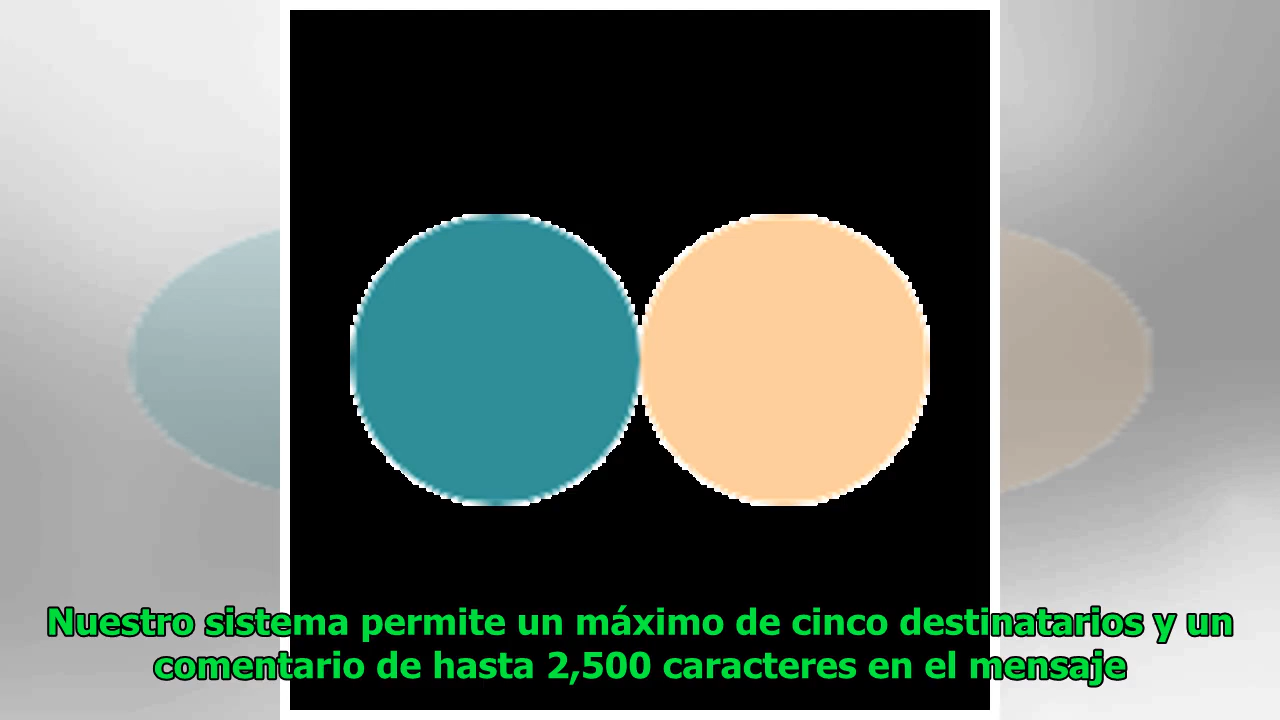 Nuestro sistema permite un máximo de cinco destinatarios y un
comentario de hasta 2,500 caracteres en el mensaje